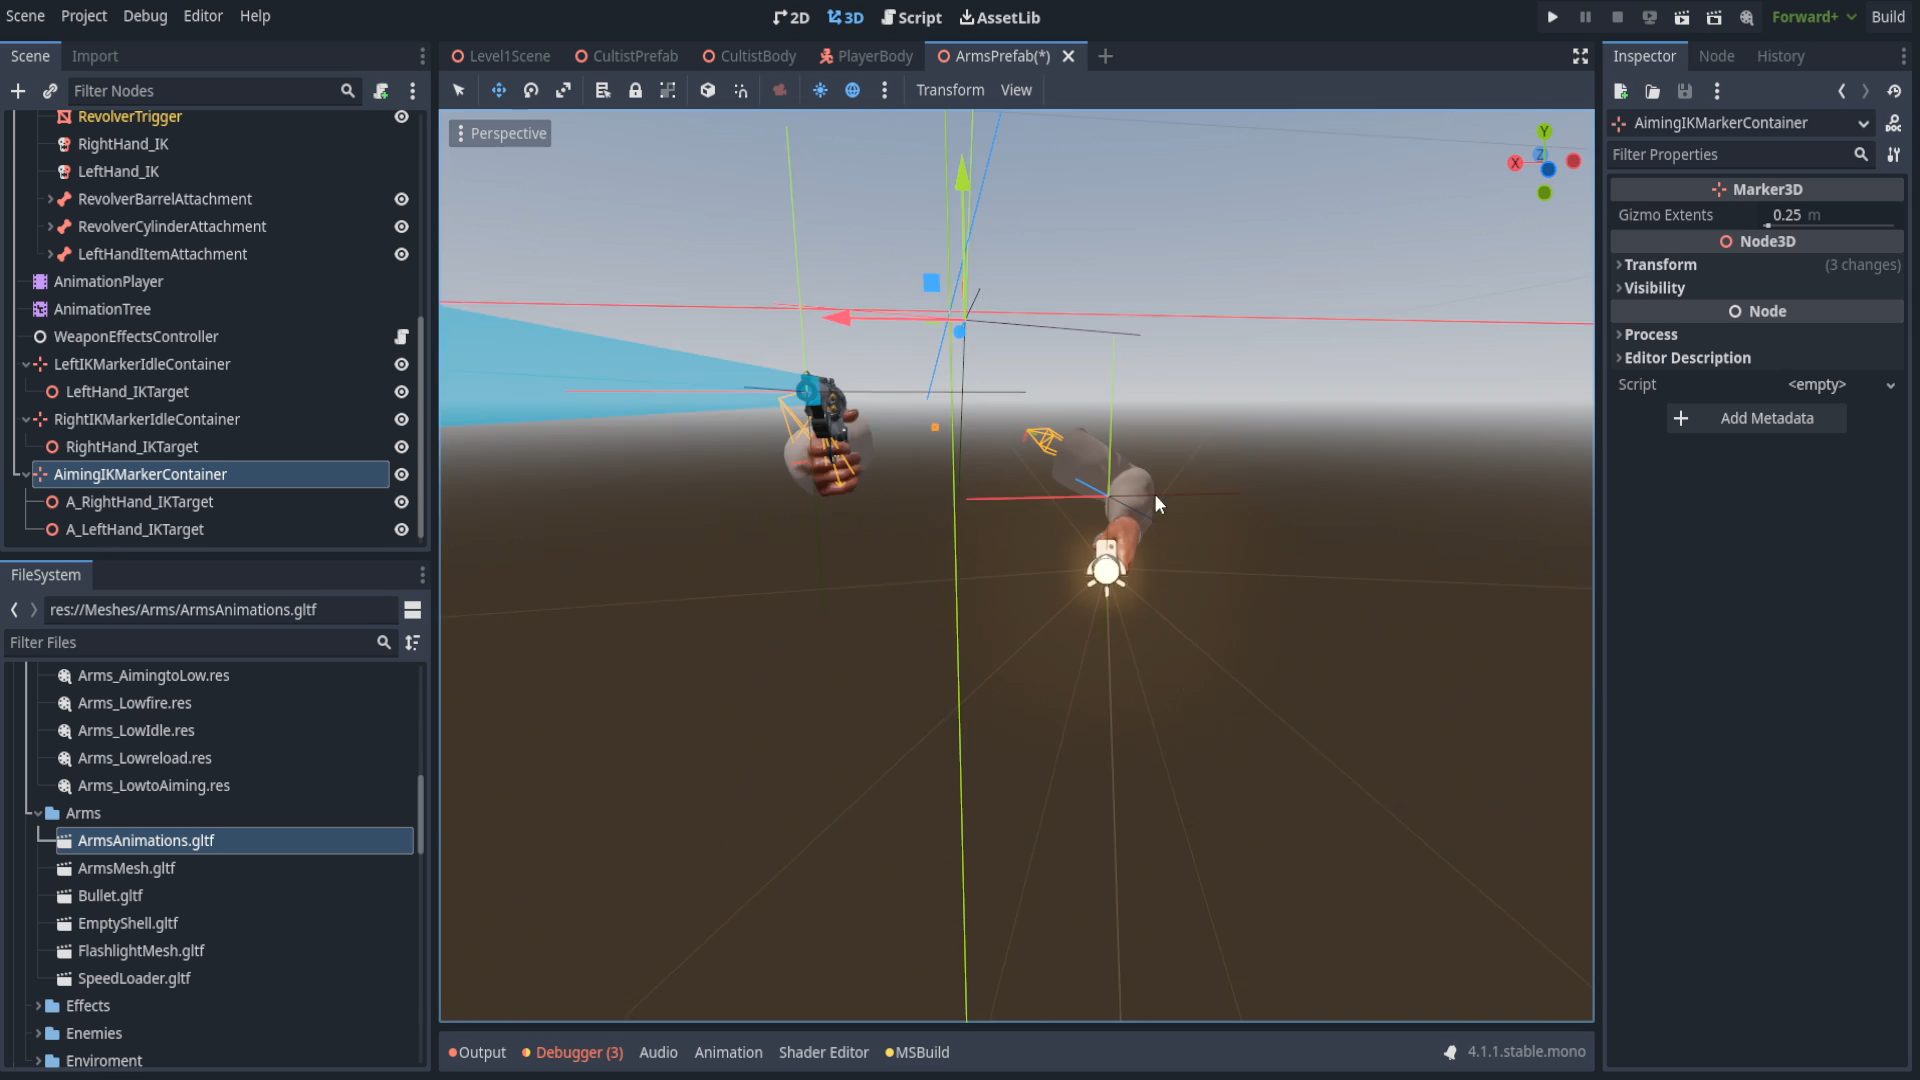 Scene Project Debug Editor Help
2D 3D Script AssetLib
Forward+ Build
Scene Import
Filter Nodes
RevolverTrigger
RightHand_IK
LeftHand_IK
RevolverBarrelAttachment
RevolverCylinderAttachment
LeftHandItemAttachment
AnimationPlayer
AnimationTree
WeaponEffectsController
LeftIKMarkerIdleContainer
LeftHand_IKTarget
RightIKMarkerIdleContainer
RightHand_IKTarget
AimingIKMarkerContainer
A_RightHand_IKTarget
A_LeftHand_IKTarget
FileSystem
res://Meshes/Arms/ArmsAnimations.gltf
Filter Files
Arms_AimingtoLow.res
Arms_Lowfire.res
Arms_LowIdle.res
Arms_Lowreload.res
Arms_LowtoAiming.res
Arms
ArmsAnimations.gltf
ArmsMesh.gltf
Bullet.gltf
EmptyShell.gltf
FlashlightMesh.gltf
SpeedLoader.gltf
Effects
Enemies
Enviroment
Level1Scene CultistPrefab CultistBody PlayerBody ArmsPrefab(*)
Transform View
Perspective
Y
X Z
Output Debugger (3) Audio Animation Shader Editor MSBuild
4.1.1.stable.mono
Inspector Node History
AimingIKMarkerContainer
Filter Properties
Marker3D
Gizmo Extents 0.25 m
Node3D
Transform (3 changes)
Visibility
Node
Process
Editor Description
Script <empty>
Add Metadata